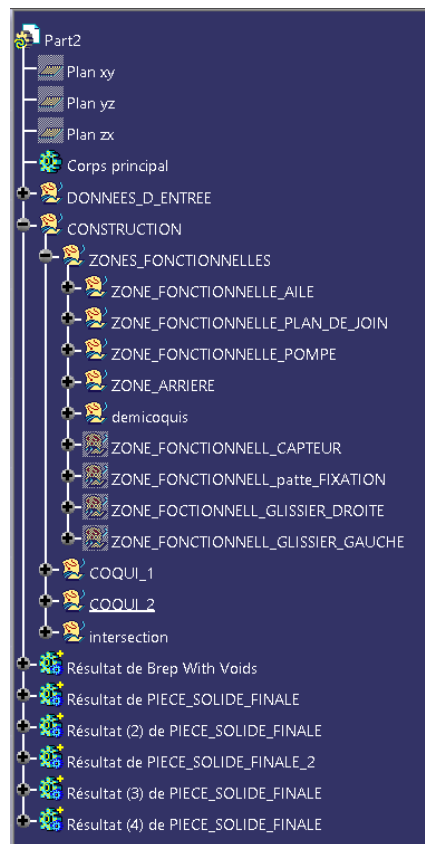 Part2
Plan xy
Plan yz
Plan zx
Corps principal
DONNEES_D_ENTREE
CONSTRUCTION
ZONES_FONCTIONNELLES
ZONE_FONCTIONNELLE_AILE
ZONE_FONCTIONNELLE_PLAN_DE_JOIN
ZONE_FONCTIONNELLE_POMPE
ZONE_ARRIERE
demicoquis
ZONE_FONCTIONNELL_CAPTEUR
ZONE_FONCTIONNELL_patte_FIXATION
ZONE_FOCTIONNELL_GLISSIER_DROITE
ZONE_FONCTIONNELL_GLISSIER_GAUCHE
COQUI_1
COQUI_2
intersection
Résultat de Brep With Voids
Résultat de PIECE_SOLIDE_FINALE
Résultat (2) de PIECE_SOLIDE_FINALE
Résultat de PIECE_SOLIDE_FINALE_2
Résultat (3) de PIECE_SOLIDE_FINALE
Résultat (4) de PIECE_SOLIDE_FINALE